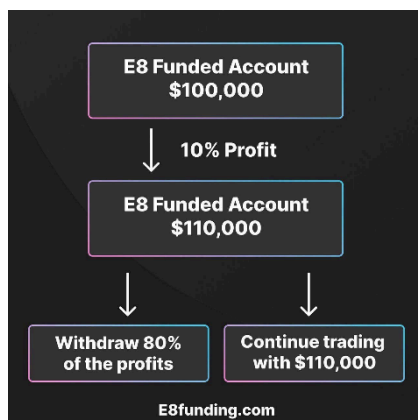 E8 Funded Account
$100,000
10% Profit
E8 Funded Account
$110,000
Withdraw 80%
of the profits
Continue trading
with $110,000
E8funding.com